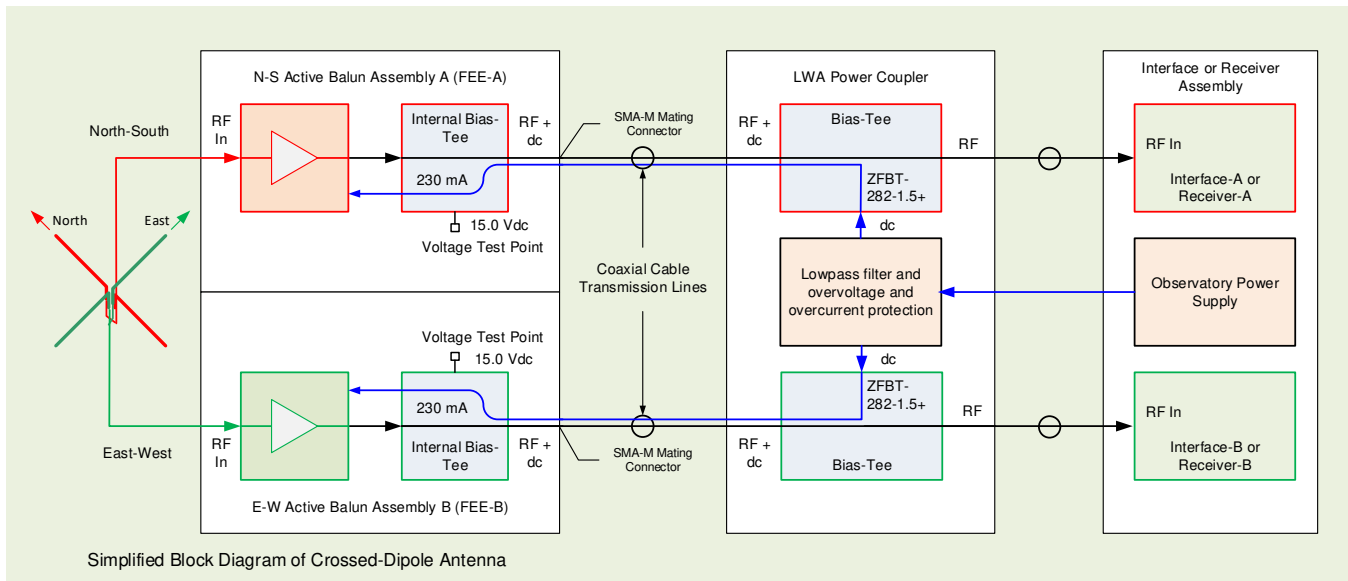 N-S Active Balun Assembly A (FEE-A)
North-South
RF
In
Internal Bias-
Tee
230 mA
RF +
dc
15.0 Vdc
Voltage Test Point
North
East
SMA-M Mating
Connector
Coaxial Cable
Transmission Lines
LWA Power Coupler
RF +
dc
Bias-Tee
ZFBT-
282-1.5+
RF
dc
Lowpass filter and
overvoltage and
overcurrent protection
dc
Interface or Receiver
Assembly
RF In
Interface-A or
Receiver-A
Observatory Power
Supply
Voltage Test Point
15.0 Vdc
East-West
RF
In
230 mA
Internal Bias-
Tee
RF +
dc
E-W Active Balun Assembly B (FEE-B)
SMA-M Mating
Connector
RF +
dc
ZFBT-
282-1.5+
Bias-Tee
RF
RF In
Interface-B or
Receiver-B
Simplified Block Diagram of Crossed-Dipole Antenna